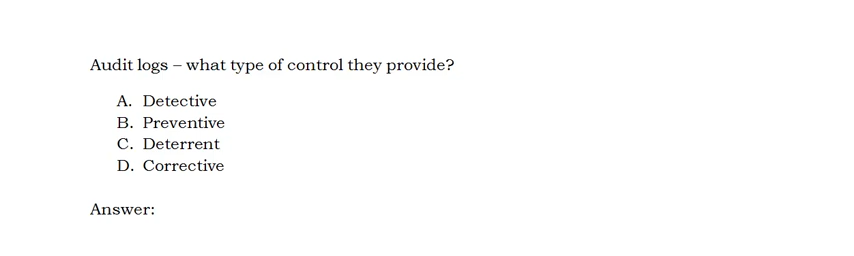 Audit logs – what type of control they provide?
A. Detective
B. Preventive
C. Deterrent
D. Corrective
Answer: